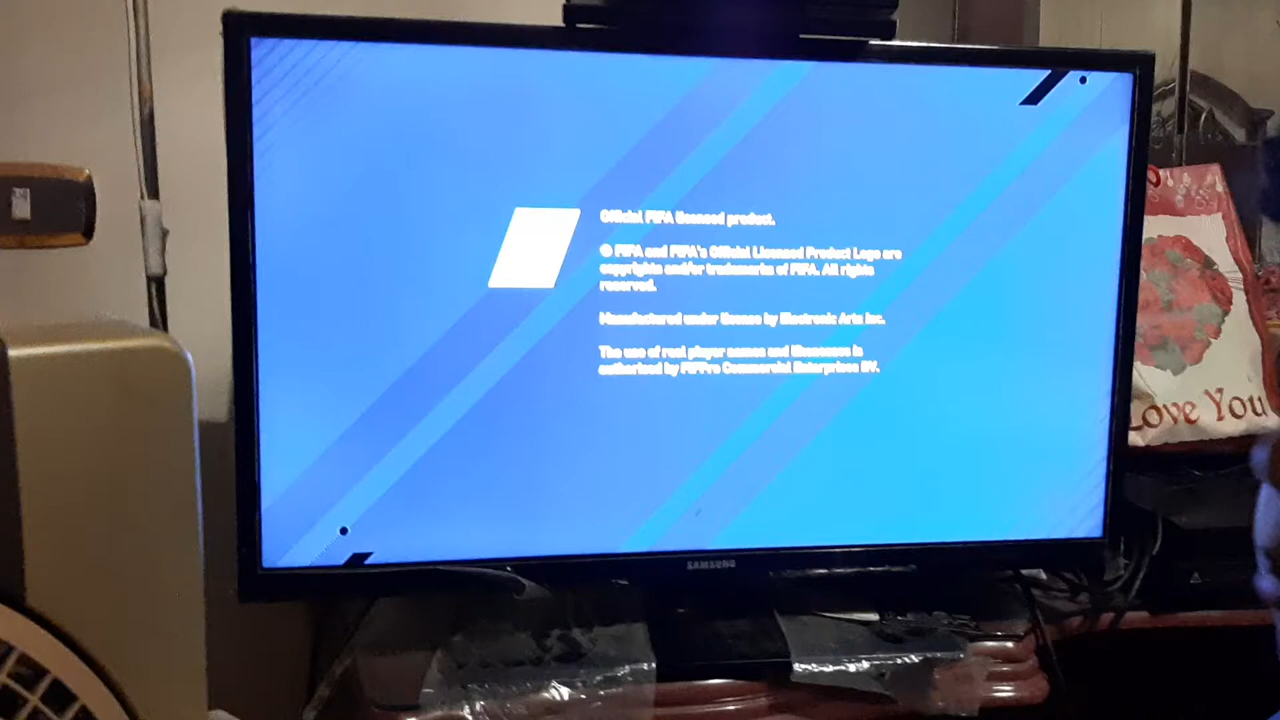 Official FIFA licensed product.
© FIFA and FIFA's Official Licensed Product Logo are
copyrights and/or trademarks of FIFA. All rights
reserved.
Manufactured under license by Electronic Arts Inc.
The use of real player names and likenesses is
authorised by FIFPro Commercial Enterprises BV.
SAMSUNG
Love You